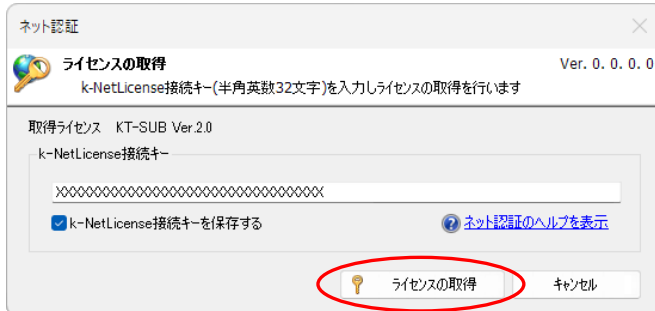 ネット認証
ライセンスの取得
Ver. 0. 0. 0. 0
k-NetLicense接続キー(半角英数32文字)を入力しライセンスの取得を行います
取得ライセンス KT-SUB Ver.2.0
k-NetLicense接続キー
XXXXXXXXXXXXXXXXXXXXXXXXXXXXXXXX
k-NetLicense接続キーを保存する
ネット認証のヘルプを表示
ライセンスの取得
キャンセル